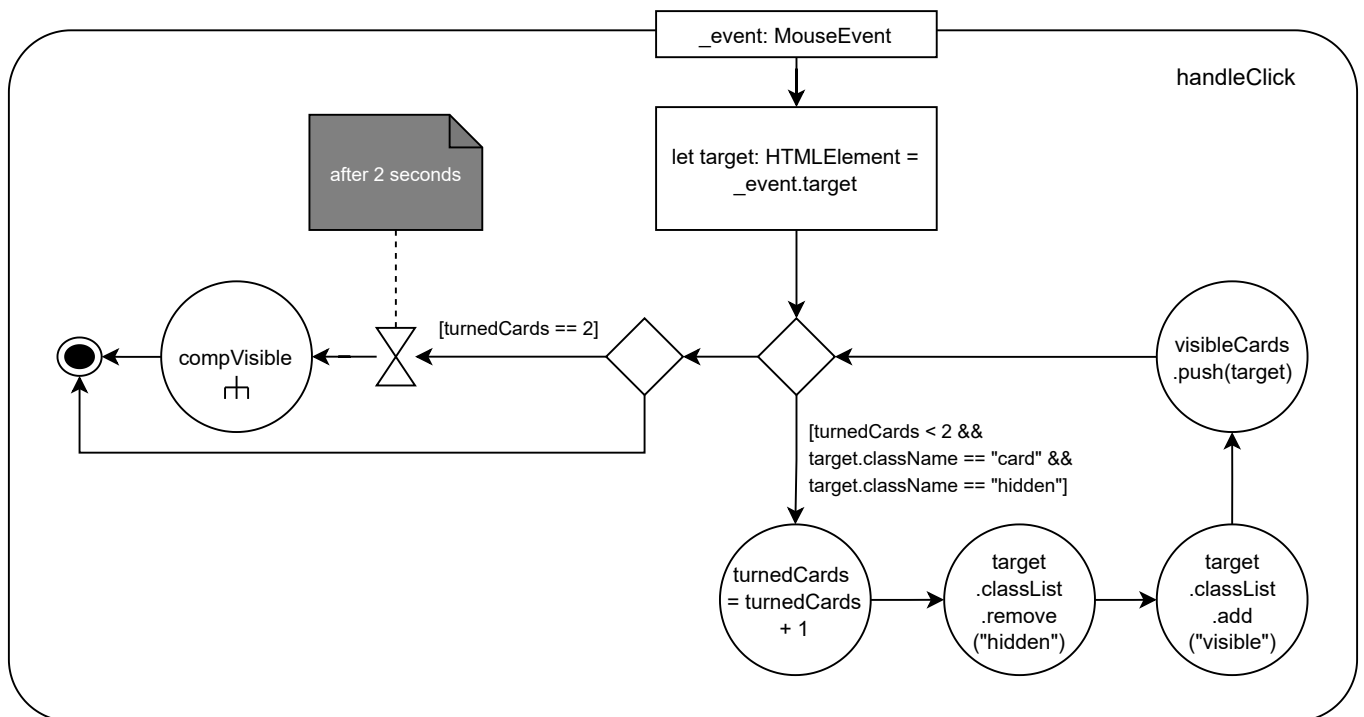 _event: MouseEvent
handleClick
let target: HTMLElement =
_event.target
after 2 seconds
[turnedCards == 2]
compVisible
visibleCards
.push(target)
[turnedCards < 2 &&
target.className == "card" &&
target.className == "hidden"]
turnedCards
= turnedCards
+ 1
target
.classList
.remove
("hidden")
target
.classList
.add
("visible")